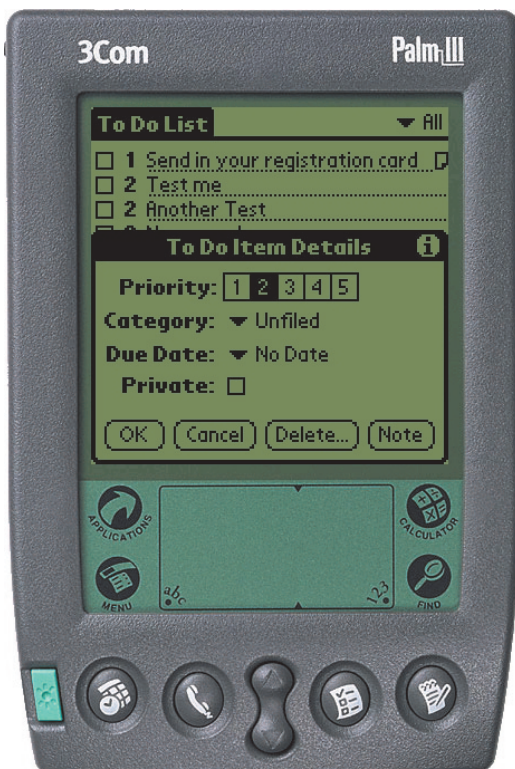 3Com Palm III
To Do List All
1 Send in your registration card
2 Test me
2 Another Test
To Do Item Details
Priority: 1 2 3 4 5
Category: Unfiled
Due Date: No Date
Private:
OK Cancel Delete... Note
APPLICATIONS CALCULATOR
MENU abc 123 FIND